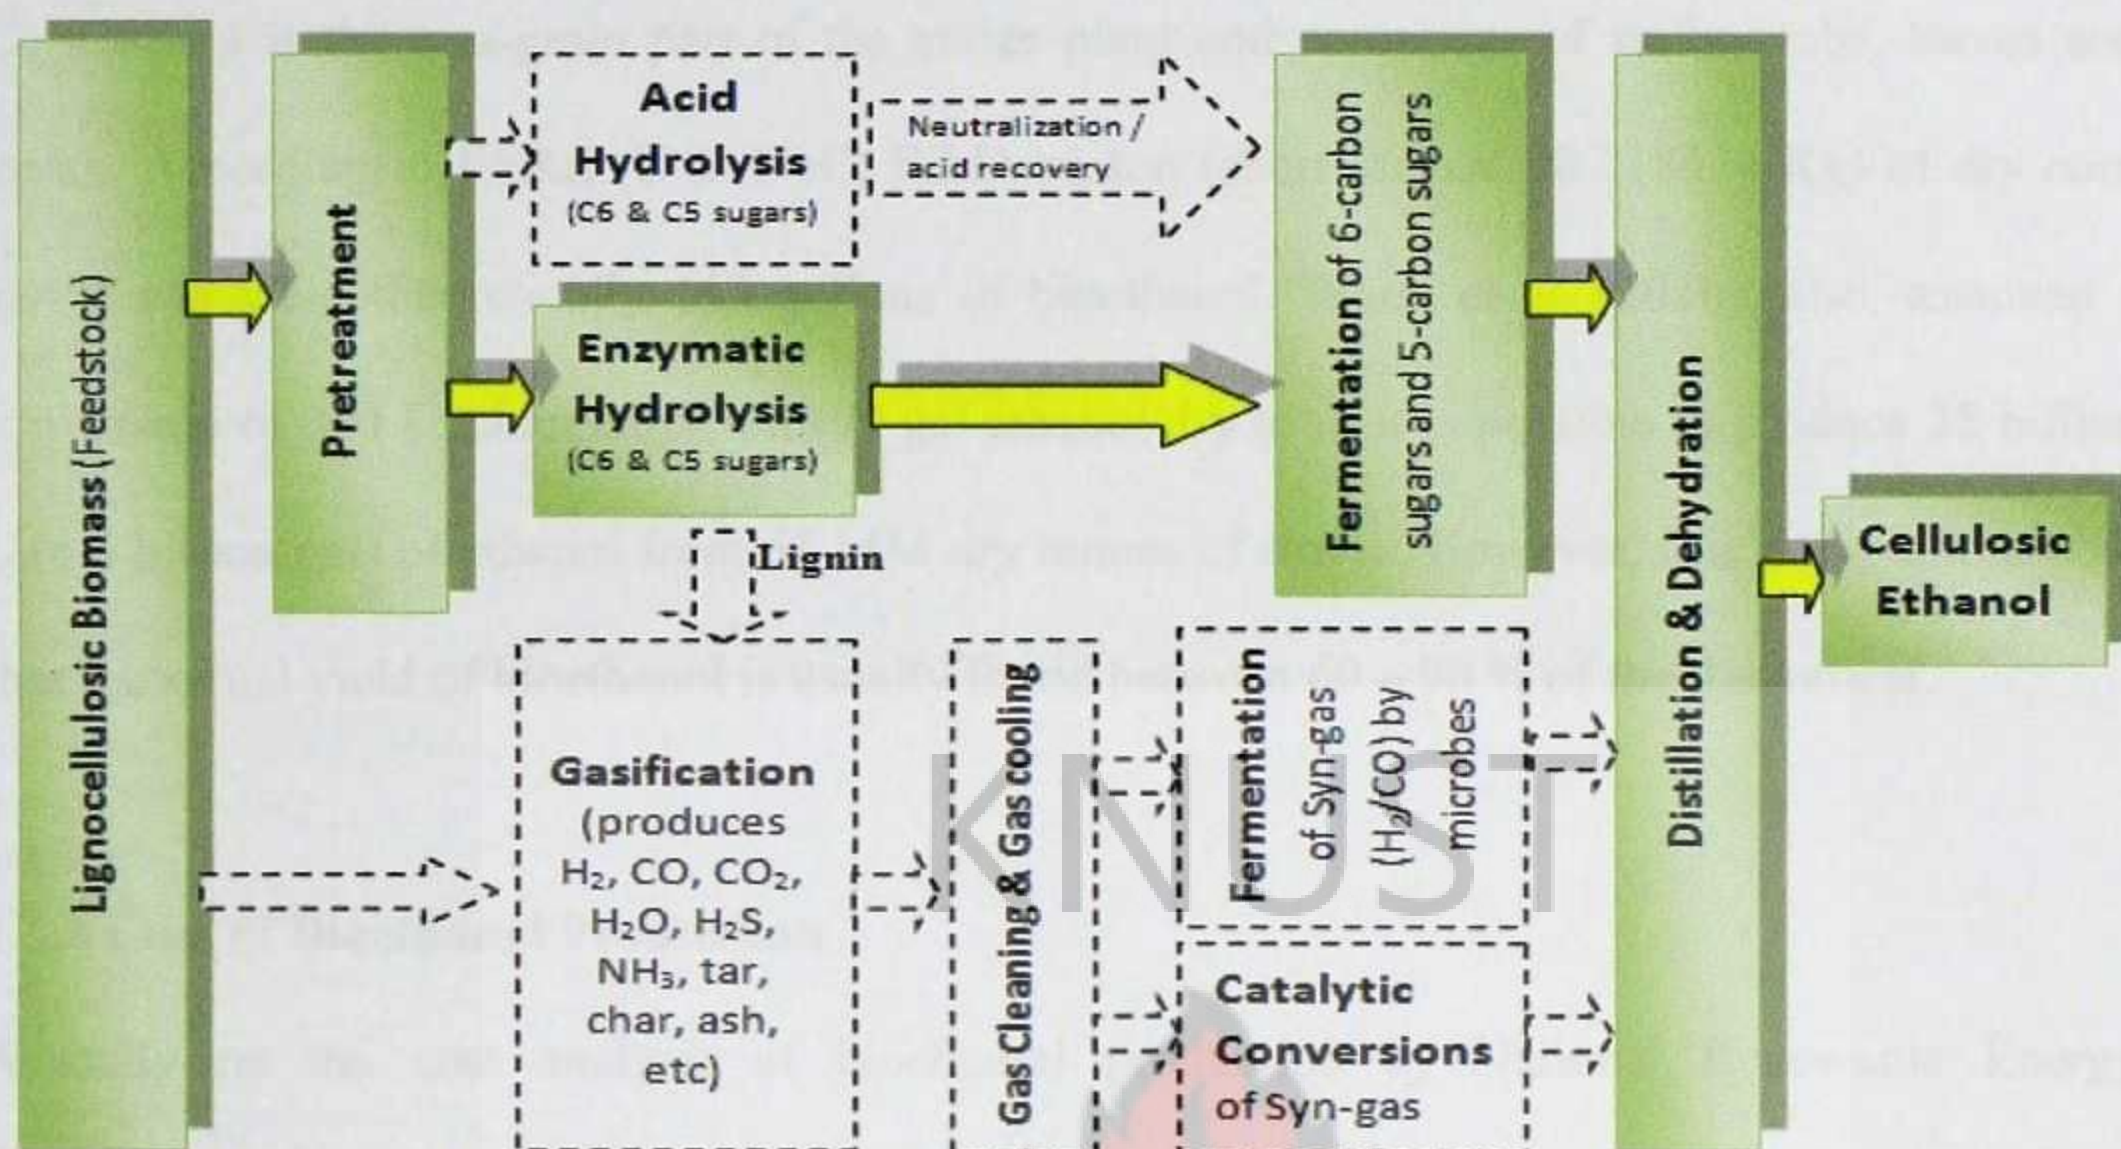 Lignocellulosic Biomass (Feedstock)
Pretreatment
Acid
Hydrolysis
(C6 & C5 sugars)
Neutralization /
acid recovery
Enzymatic
Hydrolysis
(C6 & C5 sugars)
Lignin
Fermentation of 6-carbon
sugars and 5-carbon sugars
Gasification
(produces
H₂, CO, CO₂,
H₂O, H₂S,
NH₃, tar,
char, ash,
etc)
Gas Cleaning & Gas cooling
Fermentation
of Syn-gas
(H₂/CO) by
microbes
Catalytic
Conversions
of Syn-gas
Distillation & Dehydration
Cellulosic
Ethanol
KNUST